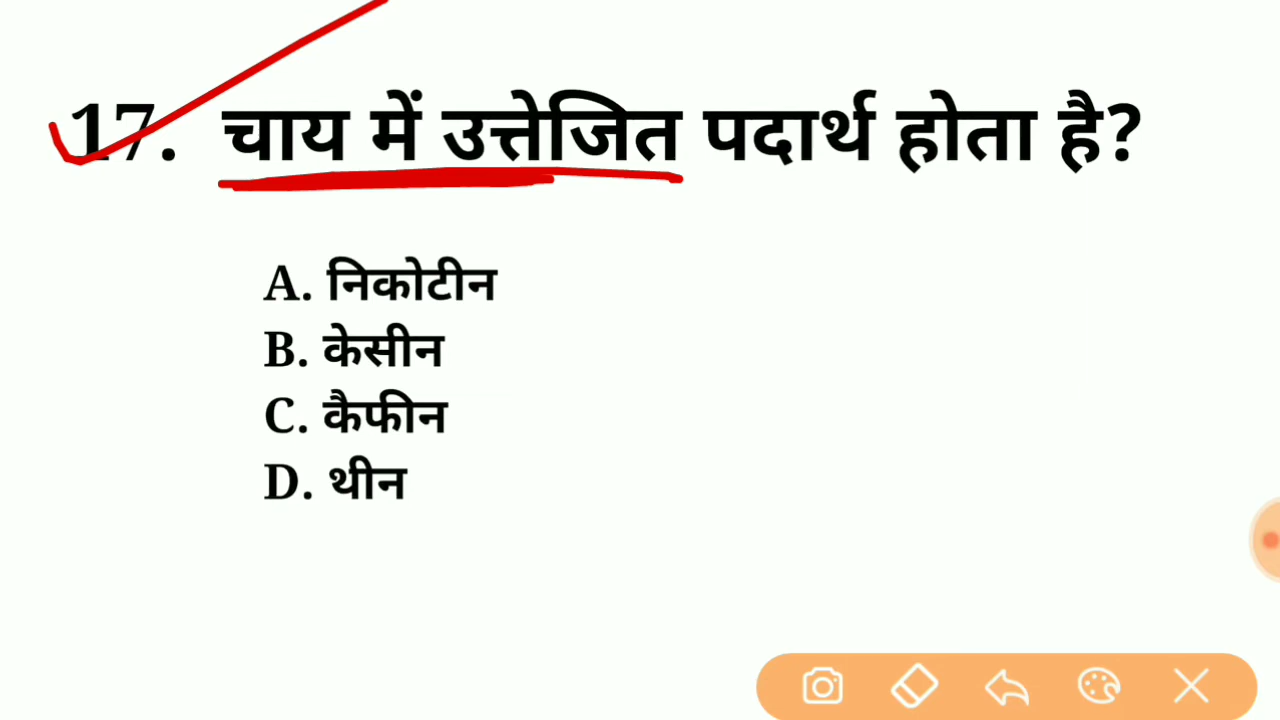 17. चाय में उत्तेजित पदार्थ होता है?
A. निकोटीन
B. केसीन
C. कैफीन
D. थीन